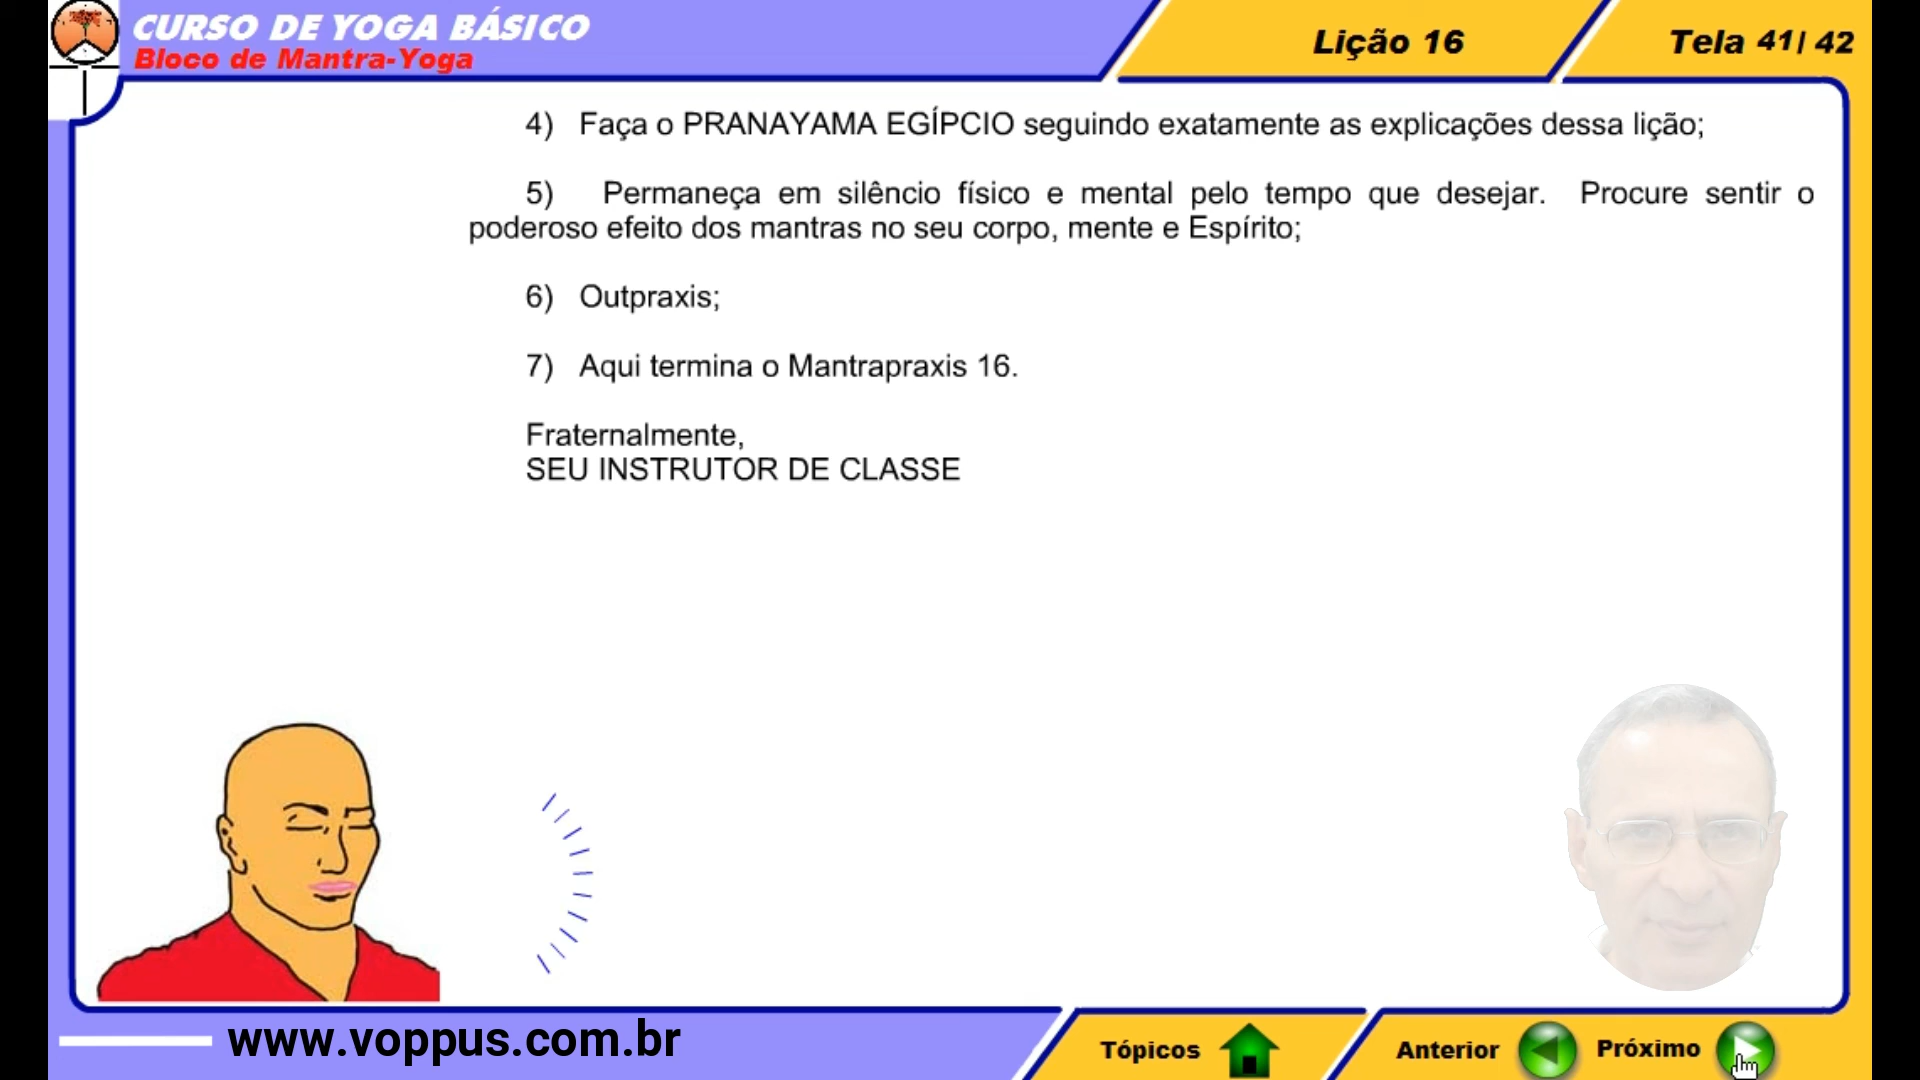 CURSO DE YOGA BÁSICO
Bloco de Mantra-Yoga
Lição 16
Tela 41/ 42
4) Faça o PRANAYAMA EGÍPCIO seguindo exatamente as explicações dessa lição;
5) Permaneça em silêncio físico e mental pelo tempo que desejar. Procure sentir o
poderoso efeito dos mantras no seu corpo, mente e Espírito;
6) Outpraxis;
7) Aqui termina o Mantrapraxis 16.
Fraternalmente,
SEU INSTRUTOR DE CLASSE
www.voppus.com.br
Tópicos
Anterior
Próximo